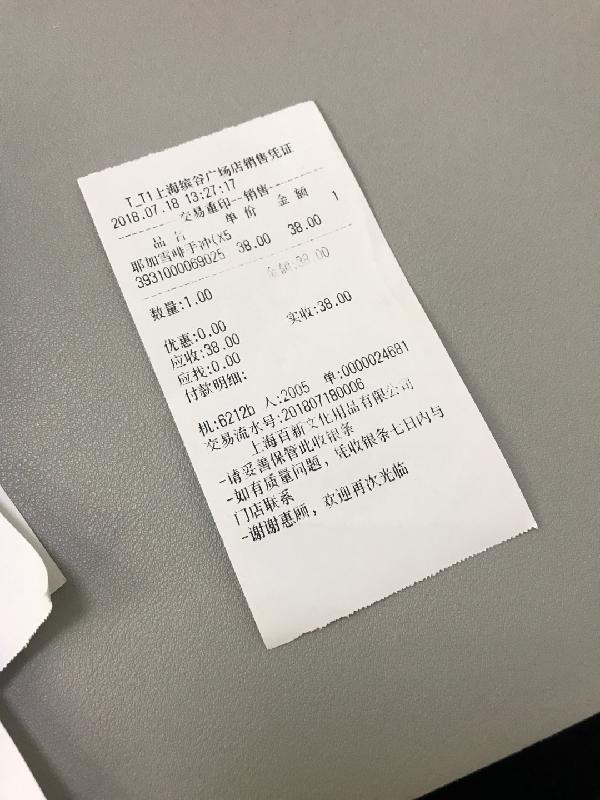 T_T1上海缤谷广场店销售凭证
2018.07.18 13:27:17
交易重印--销售
品 名 单 价 金 额
耶加雪啡手冲(X5 1
3931000069025 38.00 38.00
数量:1.00 金额:38.00
优惠:0.00
应收:38.00 实收:38.00
应找:0.00
付款明细:
机:6212b 人:2005 单:0000024681
交易流水号:201807180006
上海百新文化用品有限公司
-请妥善保管此收银条
-如有质量问题，凭收银条七日内与
门店联系
-谢谢惠顾，欢迎再次光临